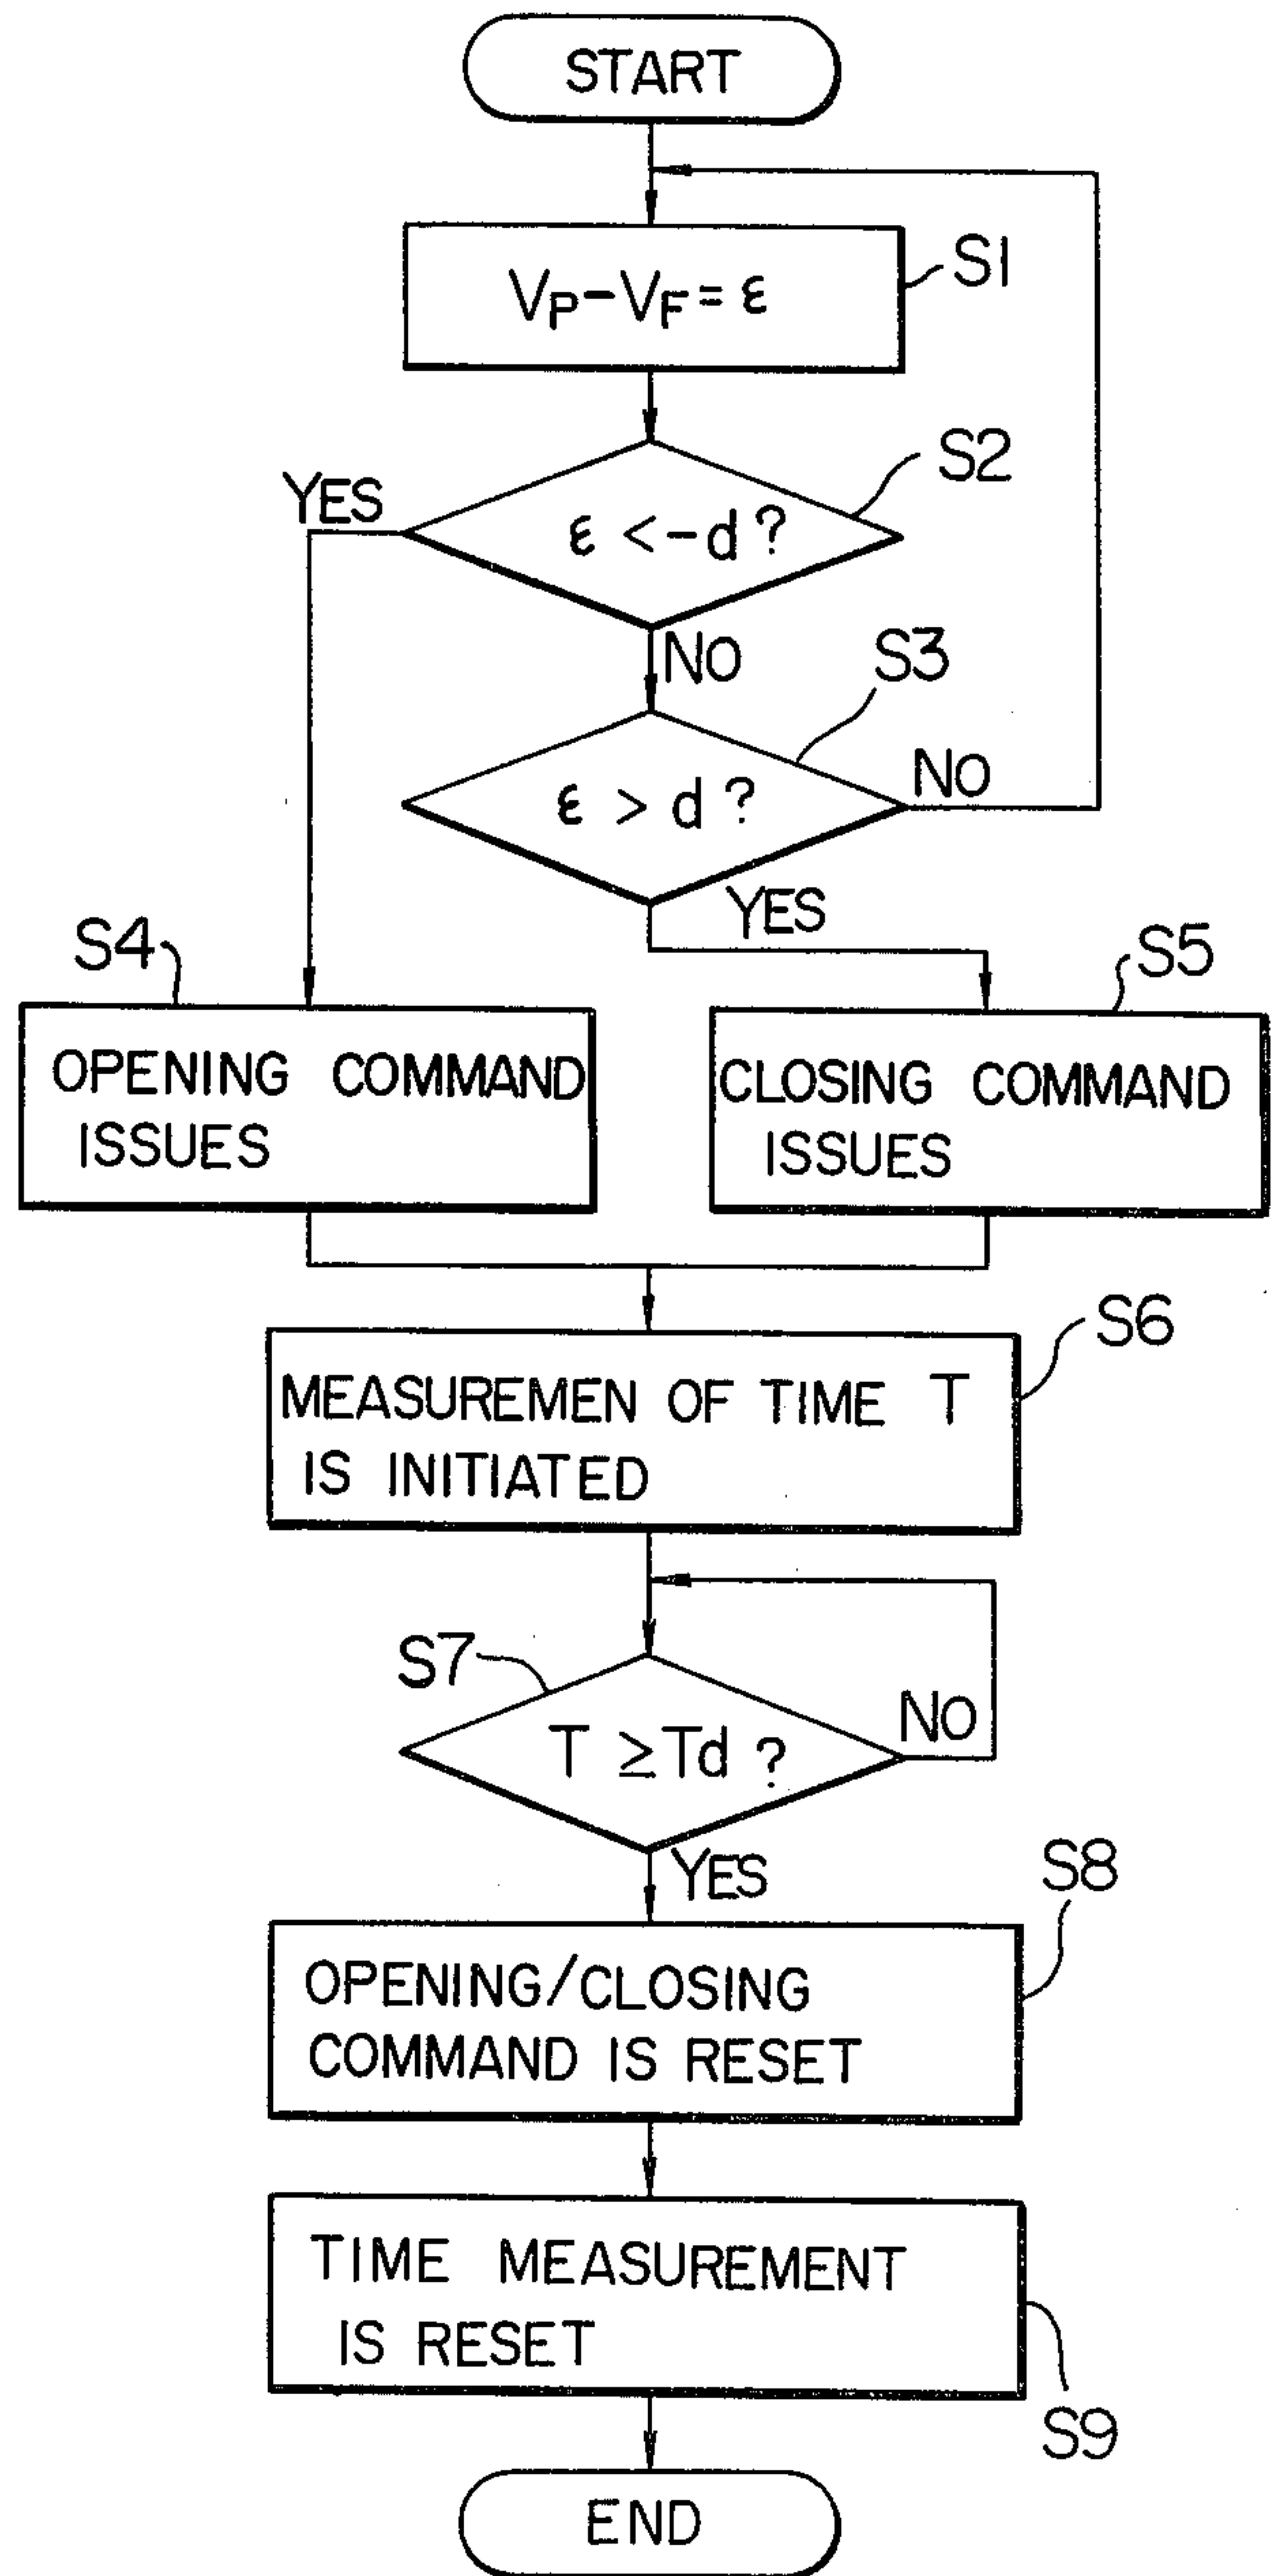 START
S1
VP-VF=ε
S2
YES
ε <-d?
NO
S3
NO
ε > d?
YES
S4
S5
OPENING COMMAND
ISSUES
CLOSING COMMAND
ISSUES
S6
MEASUREMEN OF TIME T
IS INITIATED
S7
NO
T ≥Td?
YES
S8
OPENING/CLOSING
COMMAND IS RESET
TIME MEASUREMENT
IS RESET
S9
END